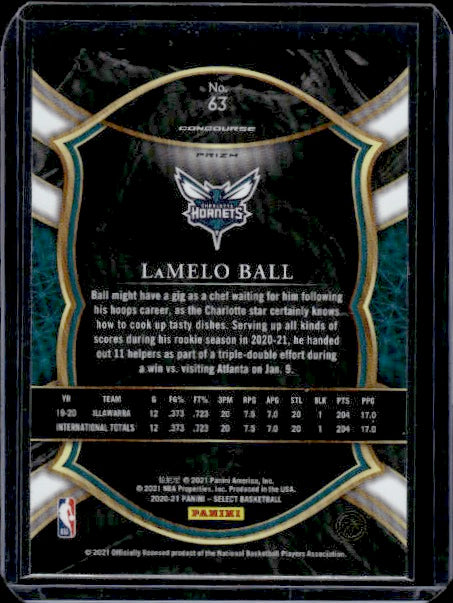 No.
63
CONCOURSE
PRIZM
CHARLOTTE
HORNETS
LAMELO BALL
Ball might have a gig as a chef waiting for him following
his hoops career, as the Charlotte star certainly knows
how to cook up tasty dishes. Serving up all kinds of
scores during his rookie season in 2020-21, he handed
out 11 helpers as part of a triple-double effort during
a win vs. visiting Atlanta on Jan. 9.
YR TEAM G FG% FT% 3PM RPG APG STL BLK PTS PPG
19-20 ILLAWARRA 12 .373 .723 20 7.5 7.0 20 1 204 17.0
INTERNATIONAL TOTALS 12 .373 .723 20 7.5 7.0 20 1 204 17.0
© 2021 Panini America, Inc.
© 2021 NBA Properties, Inc. Produced in the USA.
2020-21 PANINI – SELECT BASKETBALL
PANINI
© 2021 Officially licensed product of the National Basketball Players Association.